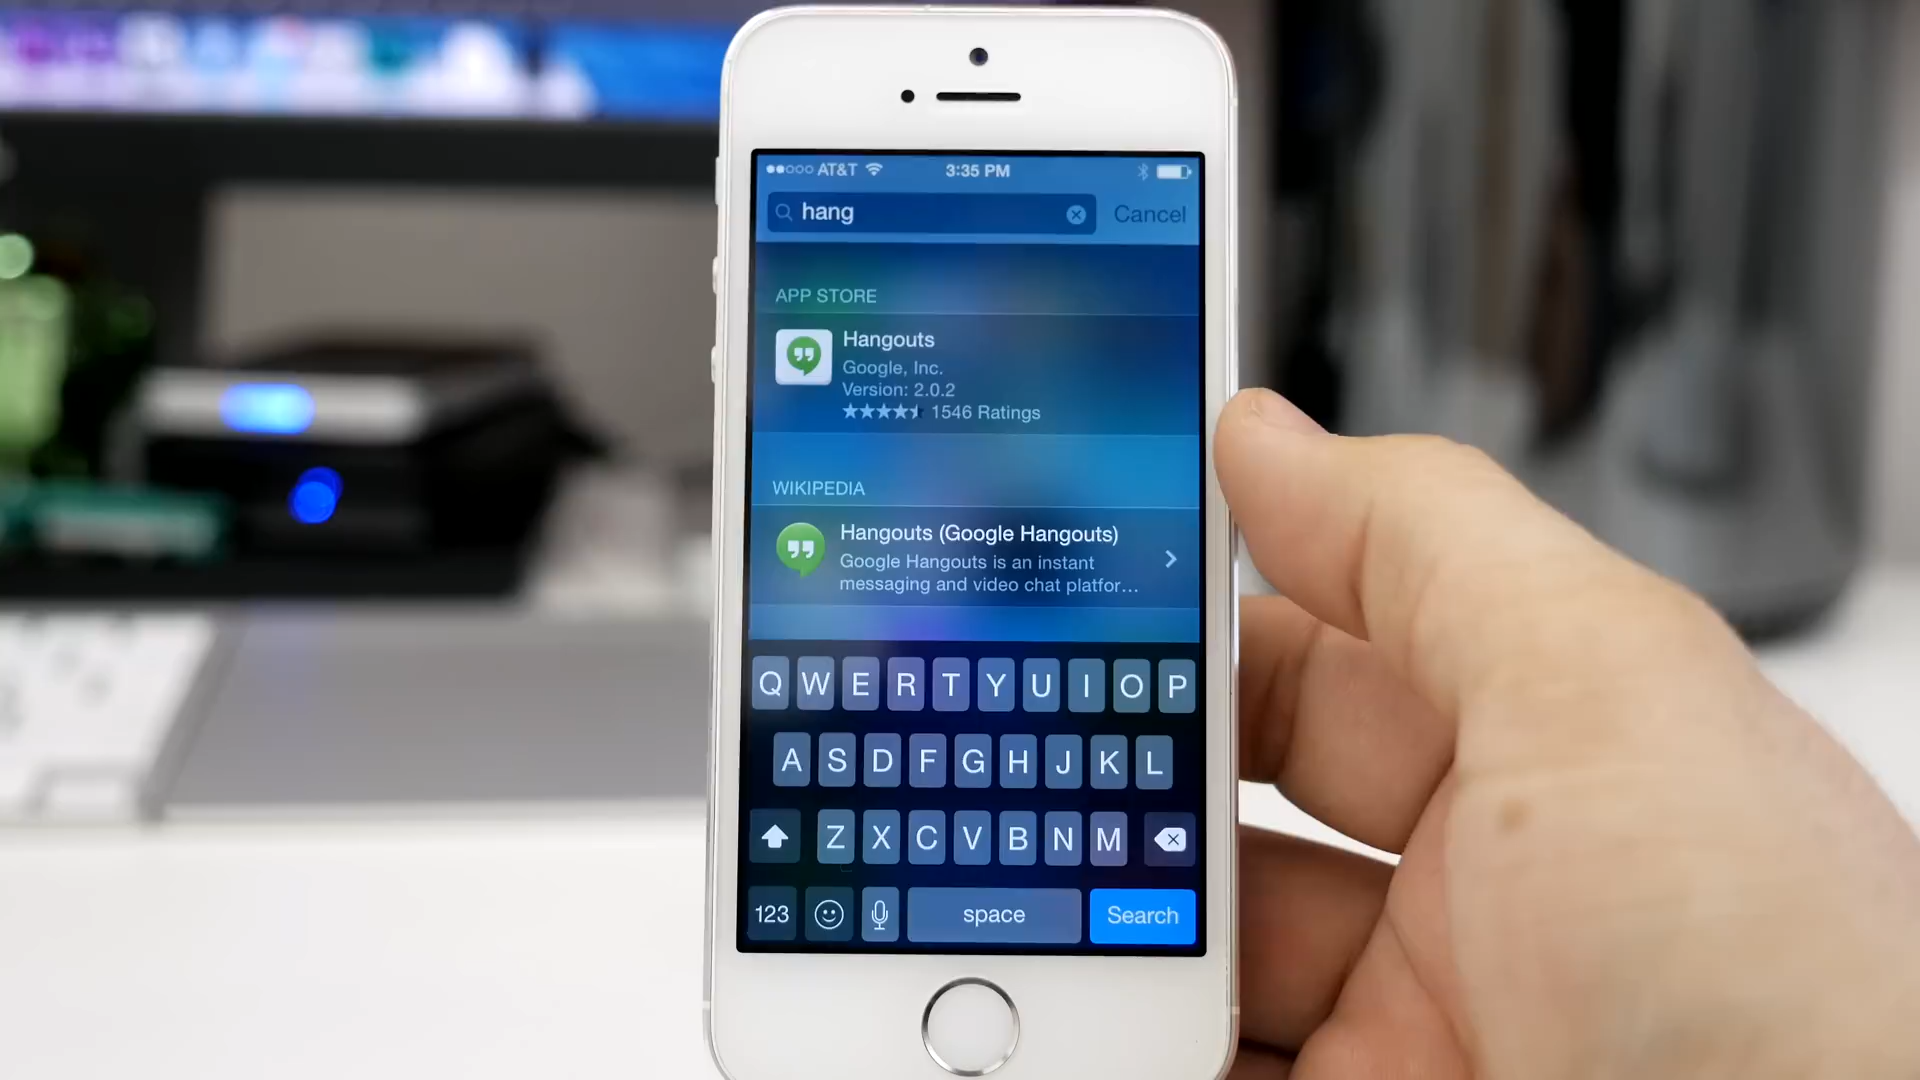 AT&T 3:35 PM
hang Cancel
APP STORE
Hangouts
Google, Inc.
Version: 2.0.2
1546 Ratings
WIKIPEDIA
Hangouts (Google Hangouts)
Google Hangouts is an instant
messaging and video chat platfor...
Q W E R T Y U I O P
A S D F G H J K L
Z X C V B N M
123 space Search